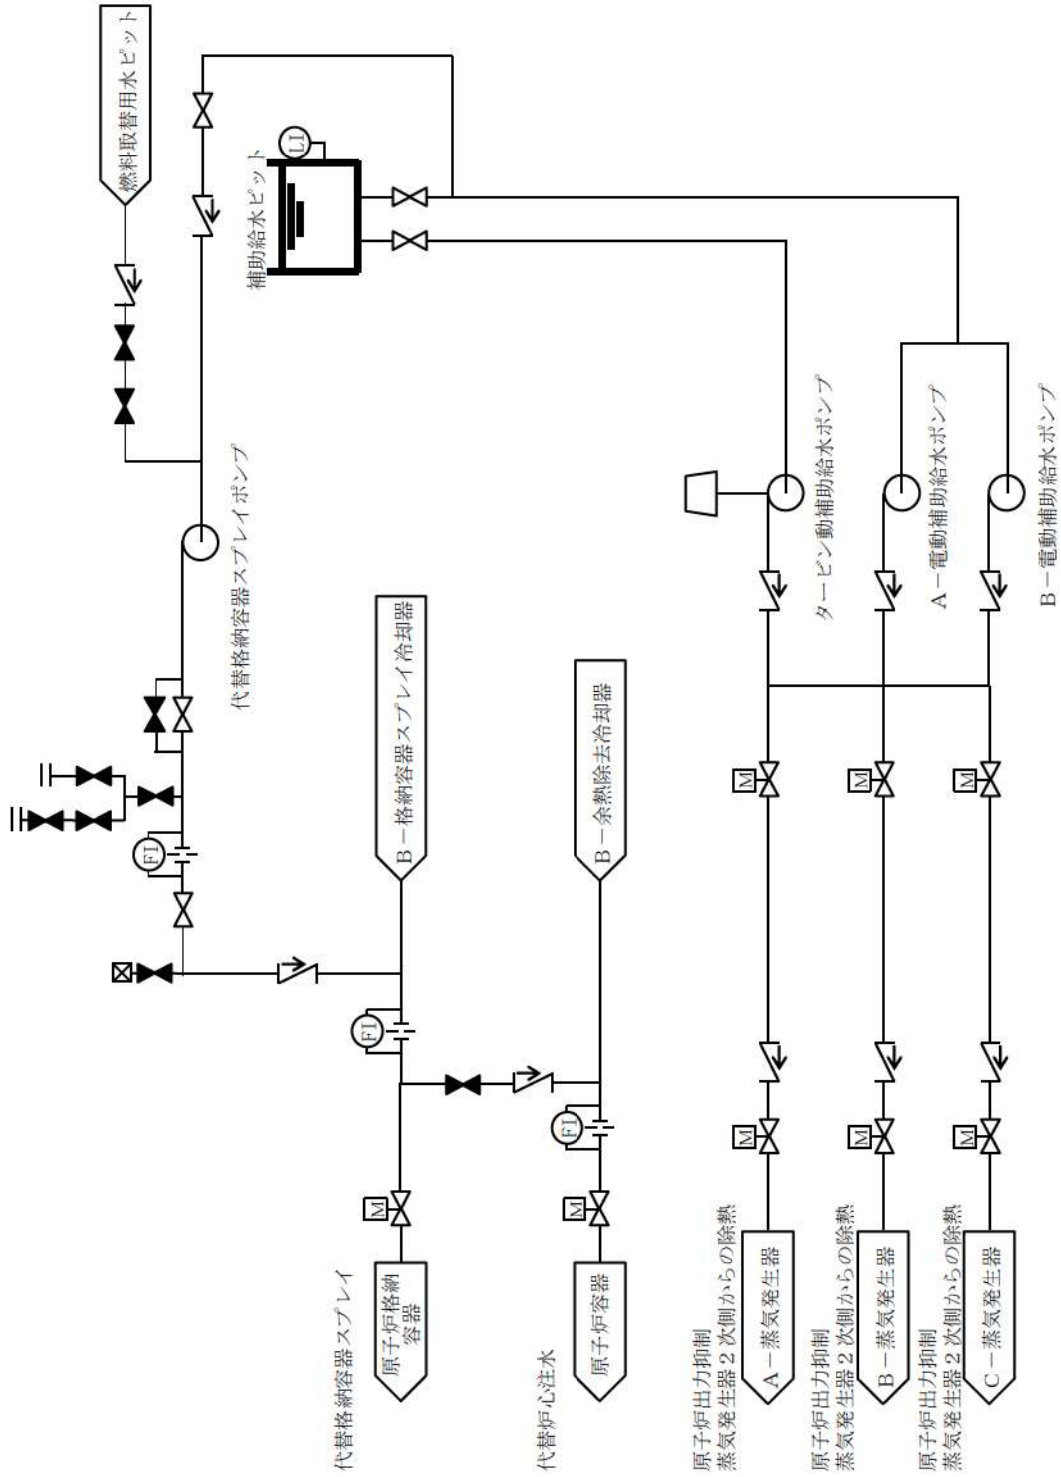 燃料取替用水ピット
LI
補助給水ピット
代替格納容器スプレイポンプ
FI
B－格納容器スプレイ冷却器
FI
B－余熱除去冷却器
FI
M
M
代替格納容器スプレイ
原子炉格納
容器
代替炉心注水
原子炉容器
タービン動補助給水ポンプ
A－電動補助給水ポンプ
B－電動補助給水ポンプ
M
M
M
M
M
M
原子炉出力抑制
蒸気発生器２次側からの除熱
A－蒸気発生器
原子炉出力抑制
蒸気発生器２次側からの除熱
B－蒸気発生器
原子炉出力抑制
蒸気発生器２次側からの除熱
C－蒸気発生器